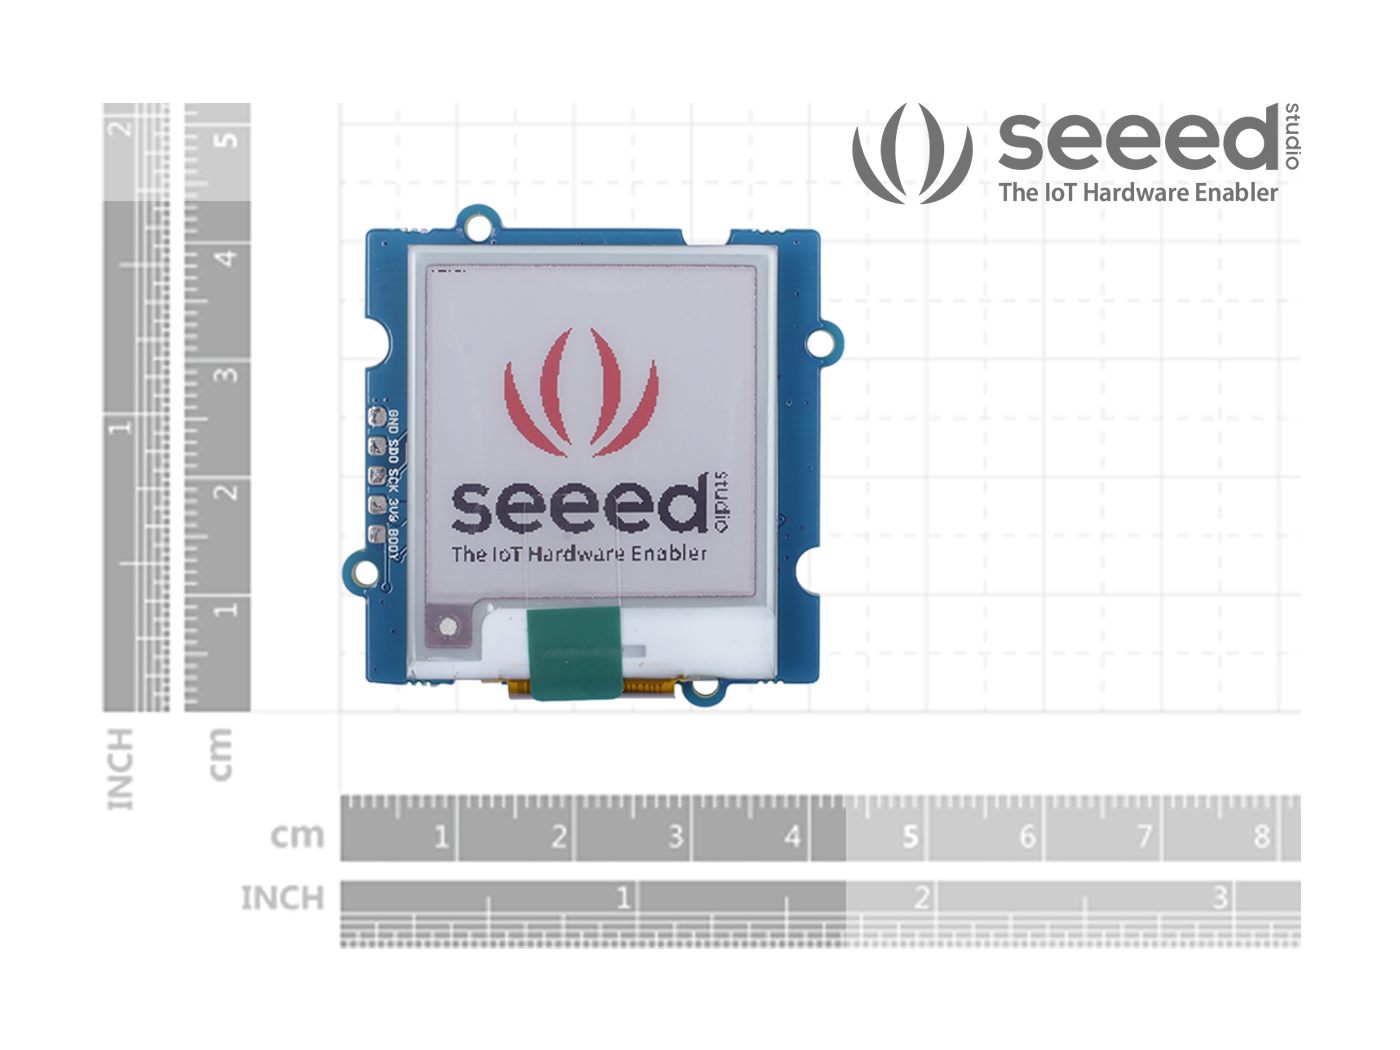 seeed
studio
The IoT Hardware Enabler
2
1
INCH
5
4
3
2
1
cm
GND SDO SCK 3V3 BOOT
seeed
studio
The IoT Hardware Enabler
cm
1 2 3 4 5 6 7 8
INCH
1 2 3